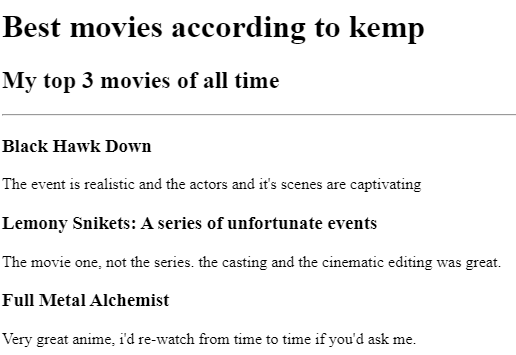 Best movies according to kemp
My top 3 movies of all time
Black Hawk Down
The event is realistic and the actors and it's scenes are captivating
Lemony Snikets: A series of unfortunate events
The movie one, not the series. the casting and the cinematic editing was great.
Full Metal Alchemist
Very great anime, i'd re-watch from time to time if you'd ask me.